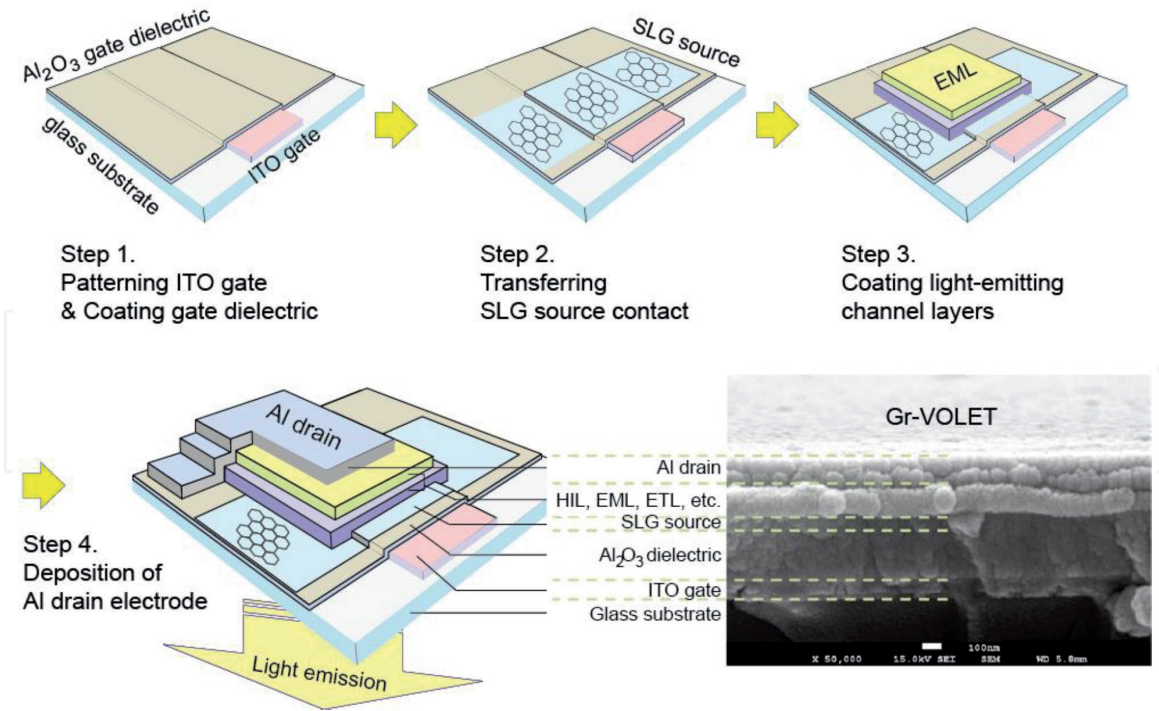 Al₂O₃ gate dielectric
glass substrate
ITO gate
SLG source
EML
Step 1.
Patterning ITO gate
& Coating gate dielectric
Step 2.
Transferring
SLG source contact
Step 3.
Coating light-emitting
channel layers
Al drain
Step 4.
Deposition of
Al drain electrode
Light emission
Al drain
HIL, EML, ETL, etc.
SLG source
Al₂O₃ dielectric
ITO gate
Glass substrate
Gr-VOLET
100nm
X 50,000 15.0kV SEI SEM WD 5.8mm